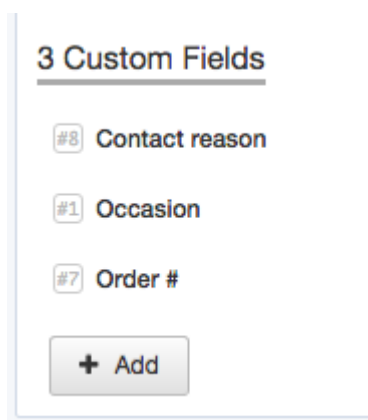 3 Custom Fields
#8 Contact reason
#1 Occasion
#7 Order #
+ Add